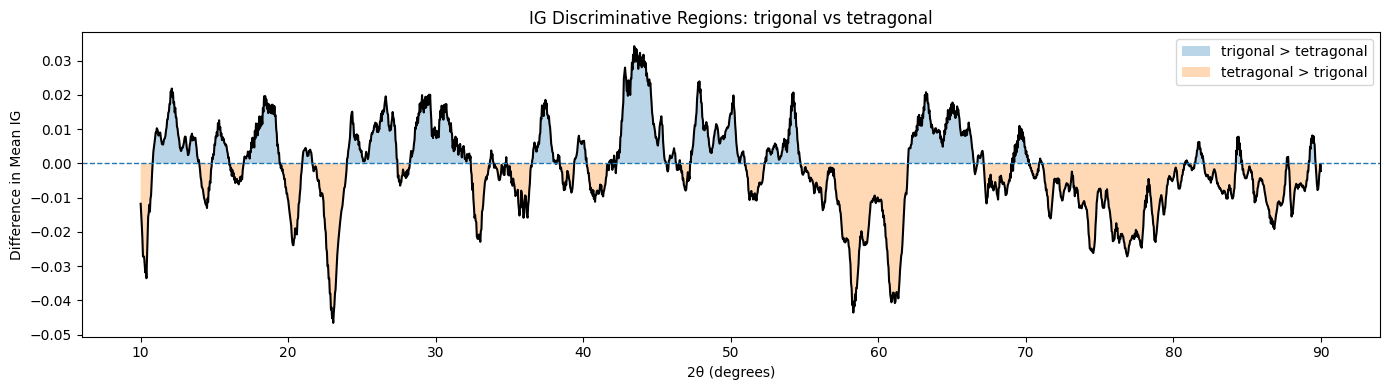 IG Discriminative Regions: trigonal vs tetragonal
trigonal > tetragonal
tetragonal > trigonal
Difference in Mean IG
0.03
0.02
0.01
0.00
−0.01
−0.02
−0.03
−0.04
−0.05
10 20 30 40 50 60 70 80 90
2θ (degrees)